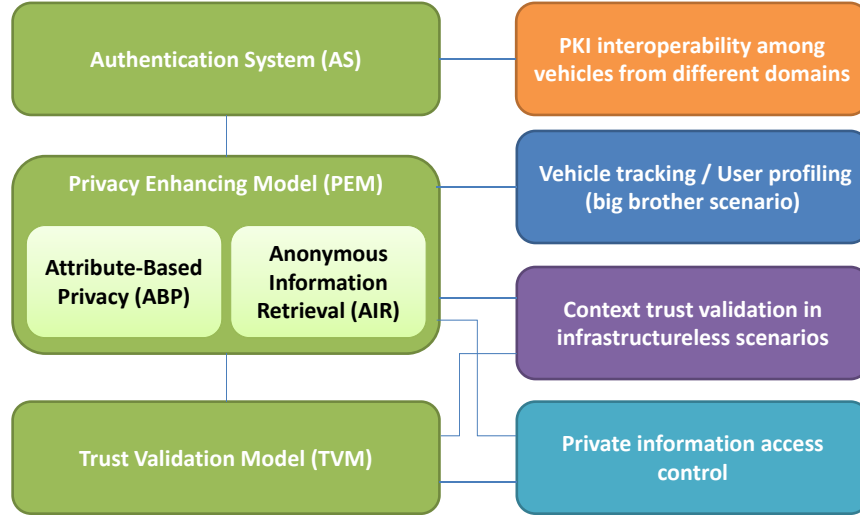 Authentication System (AS)
PKI interoperability among
vehicles from different domains
Privacy Enhancing Model (PEM)
Attribute-Based
Privacy (ABP)
Anonymous
Information
Retrieval (AIR)
Vehicle tracking / User profiling
(big brother scenario)
Context trust validation in
infrastructureless scenarios
Trust Validation Model (TVM)
Private information access
control